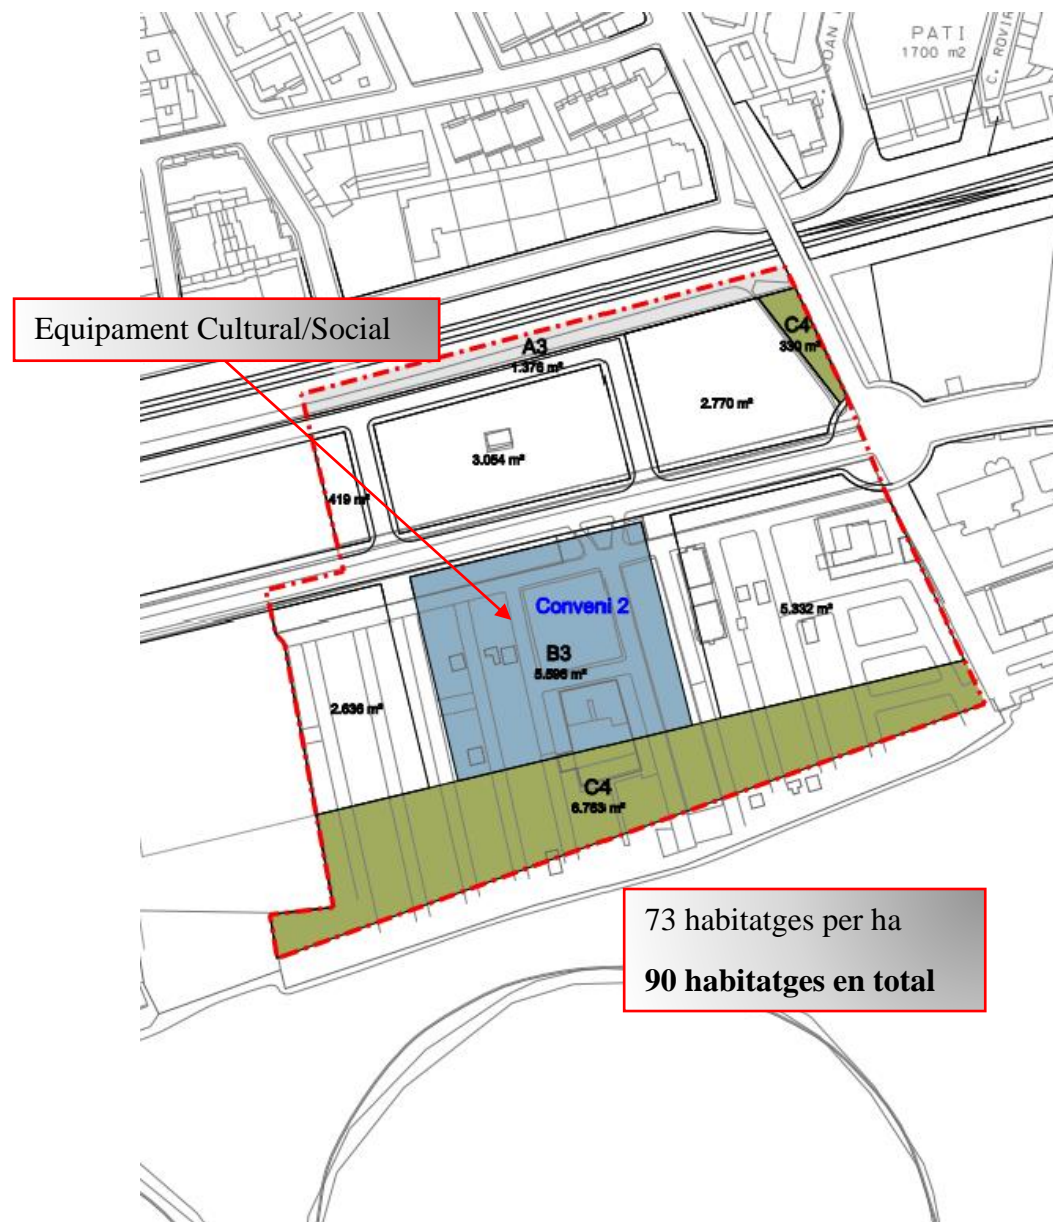 PATI
1700 m2
C. ROVIR
JOAN
Equipament Cultural/Social
C4
330 m²
A3
1.376 m²
2.770 m²
3.054 m²
419 m²
Conveni 2
5.332 m²
B3
5.596 m²
2.636 m²
C4
6.763 m²
73 habitatges per ha
90 habitatges en total